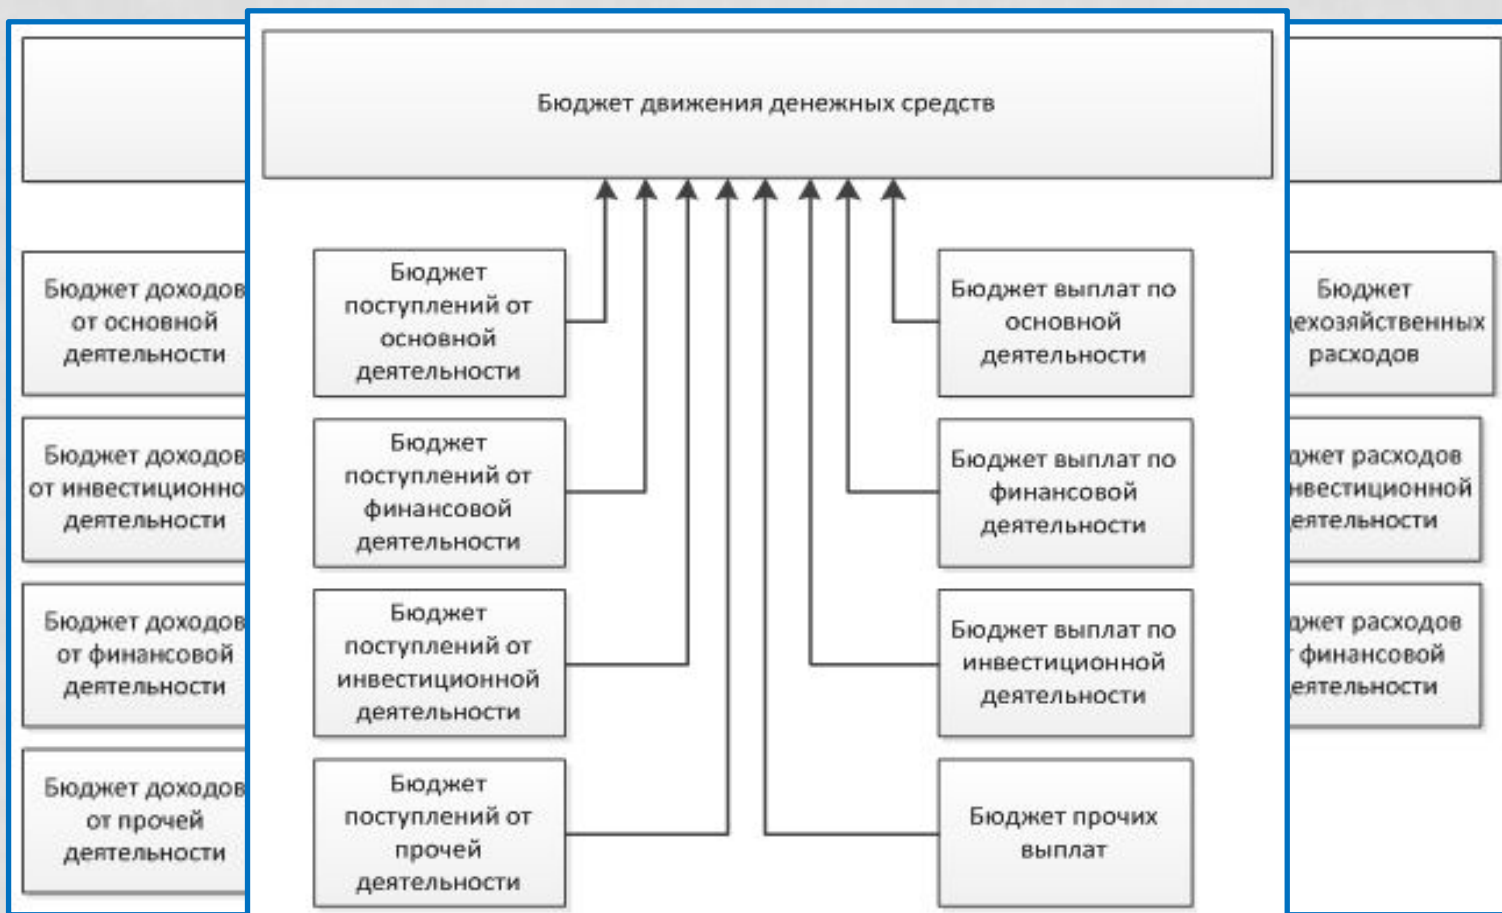 Бюджет движения денежных средств
Бюджет доходов
от основной
деятельности
Бюджет доходов
деятельности
Бюджет доходов
от финансовой
деятельности
Бюджет доходов
от прочей
деятельности
Бюджет
поступлений от
основной
деятельности
Бюджет
поступлений от
финансовой
деятельности
Бюджет
поступлений от
инвестиционной
деятельности
Бюджет
поступлений от
прочей
деятельности
Бюджет выплат по
основной
деятельности
Бюджет выплат по
финансовой
деятельности
Бюджет выплат по
инвестиционной
деятельности
Бюджет прочих
выплат
Бюджет
расходов
расходов
расходов
финансовой